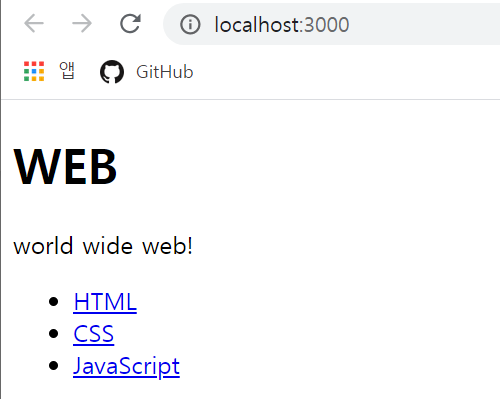 localhost:3000
앱 GitHub
WEB
world wide web!
HTML
CSS
JavaScript